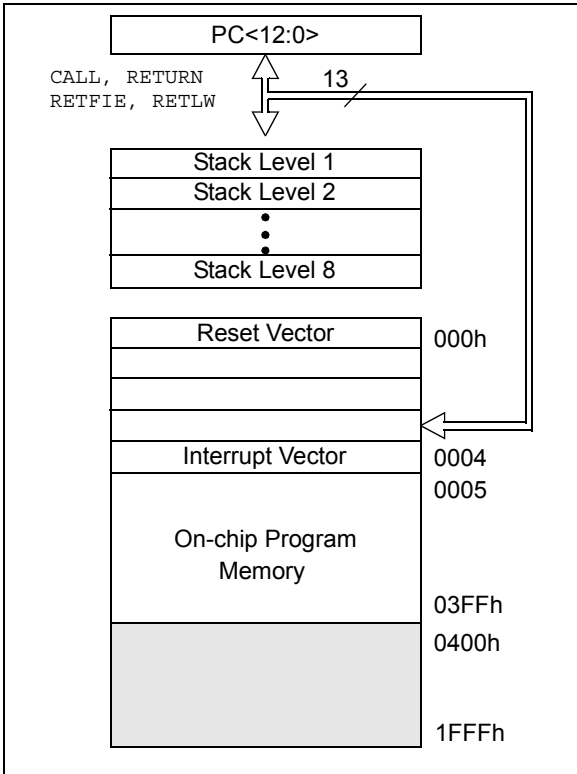 PC<12:0>
CALL, RETURN
RETFIE, RETLW
13
Stack Level 1
Stack Level 2
Stack Level 8
Reset Vector
000h
Interrupt Vector
0004
0005
On-chip Program
Memory
03FFh
0400h
1FFFh